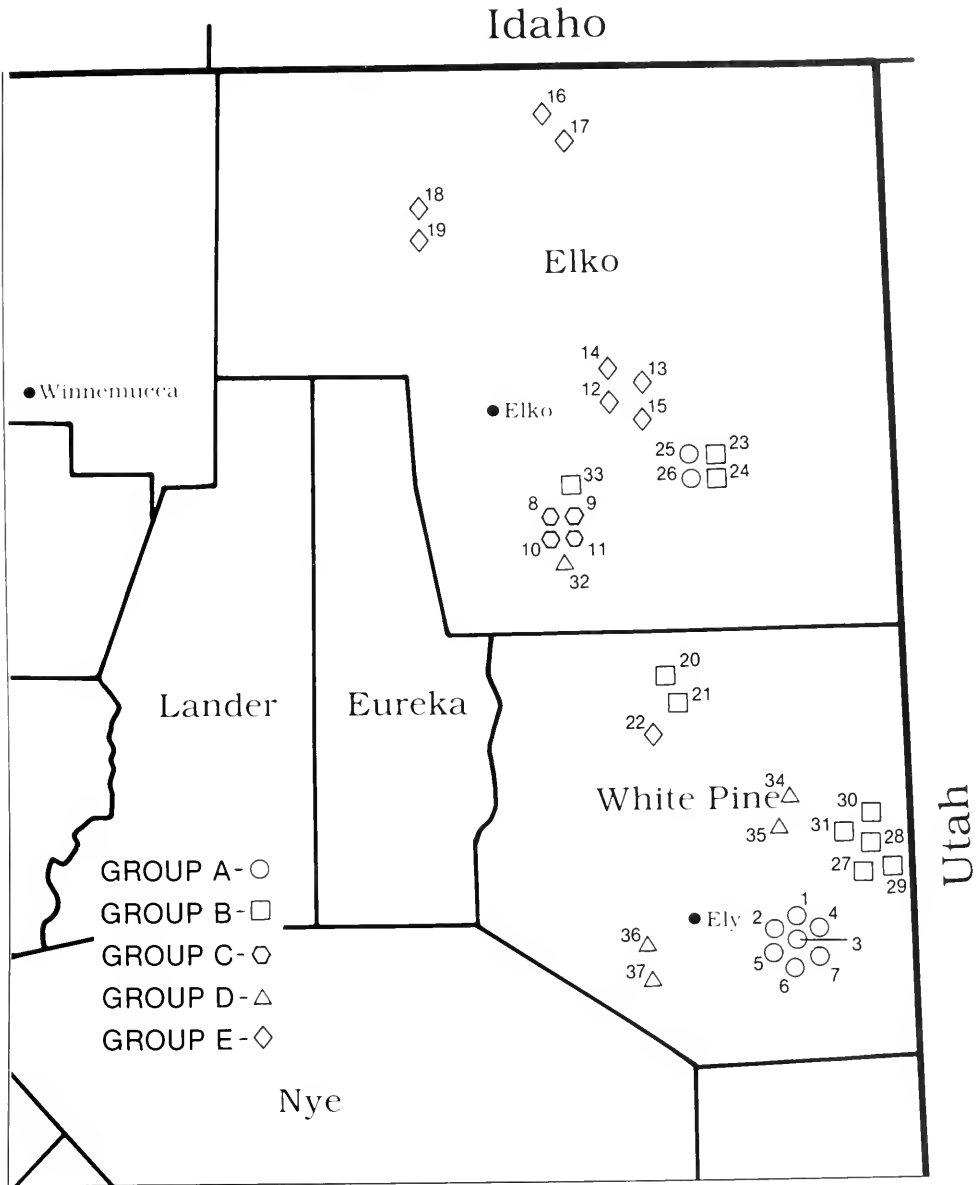 Idaho
16
17
18
19
Elko
14
13
12
15
Winnemucca
Elko
25
23
26
24
33
8
9
10
11
32
20
21
22
Lander
Eureka
White Pine
34
35
30
31
28
27
29
Utah
GROUP A-
GROUP B-
GROUP C-
GROUP D-
GROUP E-
Ely
1
2
4
3
5
6
7
36
37
Nye